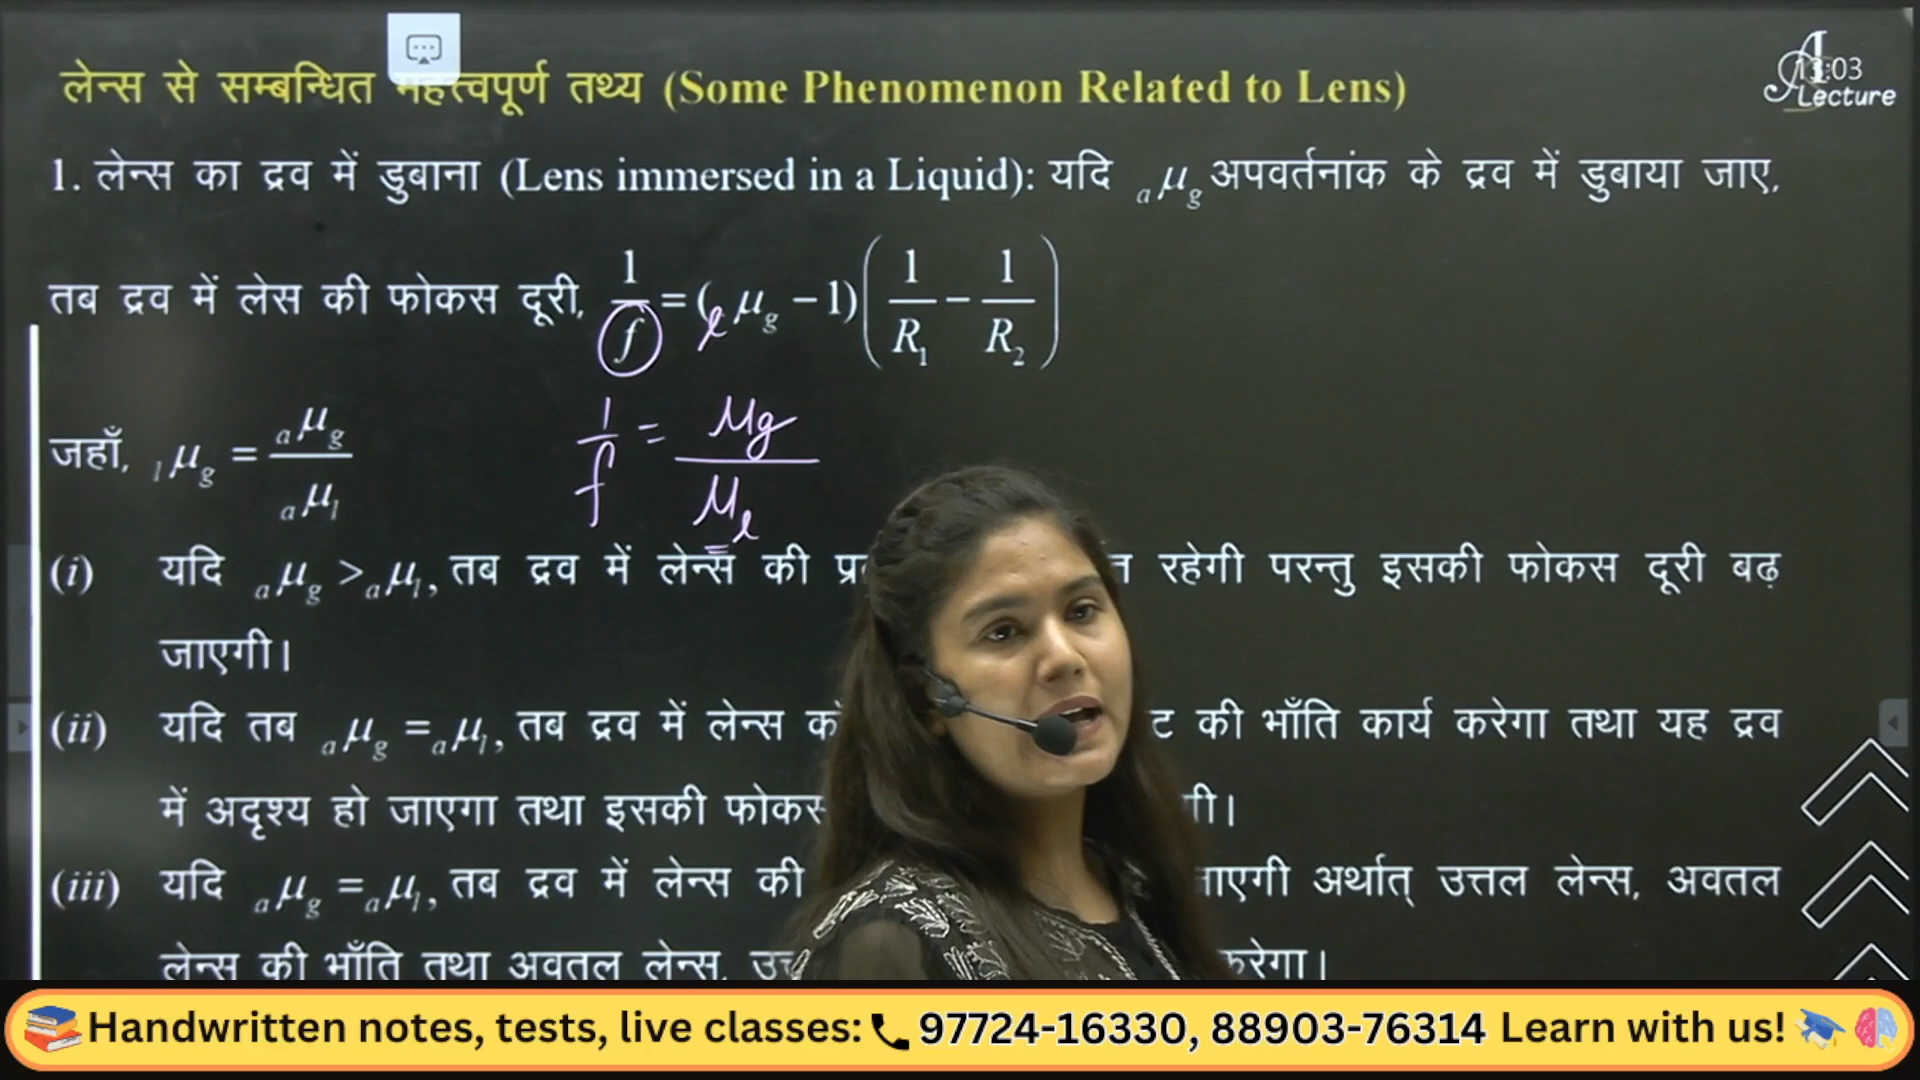 लेन्स से सम्बन्धित महत्त्वपूर्ण तथ्य (Some Phenomenon Related to Lens)
13:03
Lecture
1. लेन्स का द्रव में डुबाना (Lens immersed in a Liquid): यदि ₐμ_g अपवर्तनांक के द्रव में डुबाया जाए,
तब द्रव में लेस की फोकस दूरी, 1/f = (ₗμ_g − 1)(1/R₁ − 1/R₂)
जहाँ, ₗμ_g = ₐμ_g/ₐμₗ
1/f = μg/μl
(i) यदि ₐμ_g > ₐμₗ, तब द्रव में लेन्स की रहेगी परन्तु इसकी फोकस दूरी बढ़
जाएगी।
(ii) यदि तब ₐμ_g = ₐμₗ, तब द्रव में लेन्स की भाँति कार्य करेगा तथा यह द्रव
में अदृश्य हो जाएगा तथा इसकी फोकस
(iii) यदि ₐμ_g = ₐμₗ, तब द्रव में लेन्स की अर्थात् उत्तल लेन्स, अवतल
लेन्स की भाँति तथा अवतल लेन्स, करेगा।
Handwritten notes, tests, live classes: 97724-16330, 88903-76314 Learn with us!